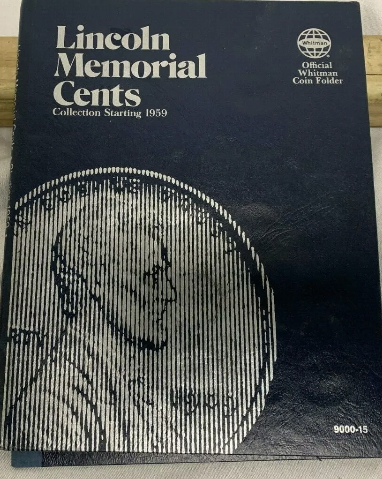 Lincoln
Memorial
Cents
Collection Starting 1959
Whitman
Official
Whitman
Coin Folder
9000-15